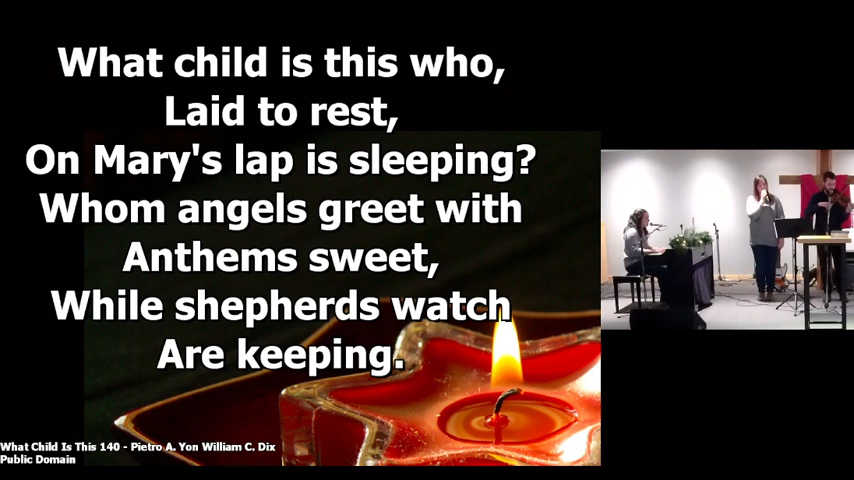 What child is this who,
Laid to rest,
On Mary's lap is sleeping?
Whom angels greet with
Anthems sweet,
While shepherds watch
Are keeping.
What Child Is This 140 - Pietro A. Yon William C. Dix
Public Domain